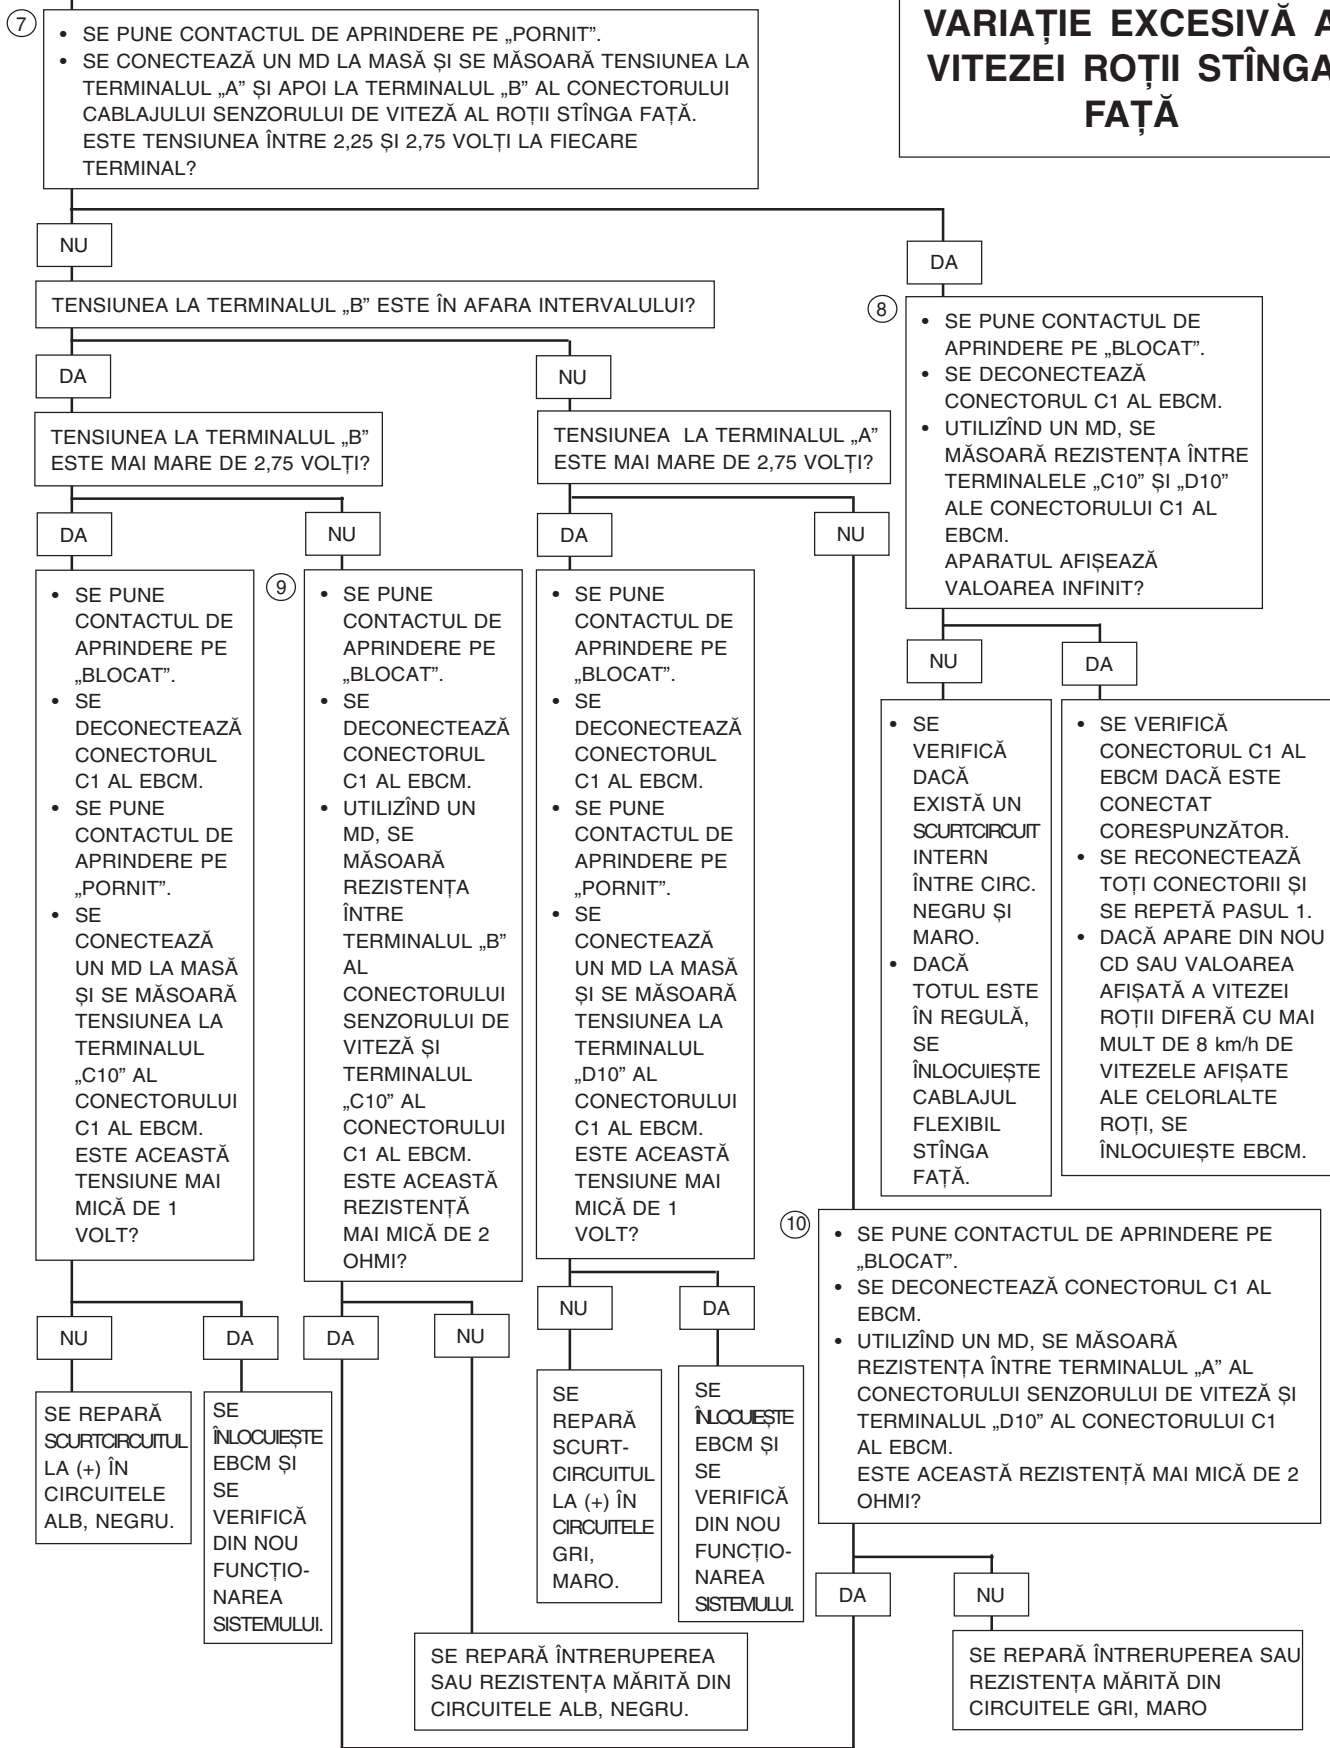 VARIAȚIE EXCESIVĂ A
VITEZEI ROȚII STÎNGA
FAȚĂ
7
• SE PUNE CONTACTUL DE APRINDERE PE „PORNIT”.
• SE CONECTEAZĂ UN MD LA MASĂ ȘI SE MĂSOARĂ TENSIUNEA LA
TERMINALUL „A” ȘI APOI LA TERMINALUL „B” AL CONECTORULUI
CABLAJULUI SENZORULUI DE VITEZĂ AL ROȚII STÎNGA FAȚĂ.
ESTE TENSIUNEA ÎNTRE 2,25 ȘI 2,75 VOLȚI LA FIECARE
TERMINAL?
NU
DA
TENSIUNEA LA TERMINALUL „B” ESTE ÎN AFARA INTERVALULUI?
DA
NU
TENSIUNEA LA TERMINALUL „B”
ESTE MAI MARE DE 2,75 VOLȚI?
TENSIUNEA LA TERMINALUL „A”
ESTE MAI MARE DE 2,75 VOLȚI?
8
• SE PUNE CONTACTUL DE
APRINDERE PE „BLOCAT”.
• SE DECONECTEAZĂ
CONECTORUL C1 AL EBCM.
• UTILIZÎND UN MD, SE
MĂSOARĂ REZISTENȚA ÎNTRE
TERMINALELE „C10” ȘI „D10”
ALE CONECTORULUI C1 AL
EBCM.
APARATUL AFIȘEAZĂ
VALOAREA INFINIT?
DA
NU
DA
NU
• SE PUNE
CONTACTUL DE
APRINDERE PE
„BLOCAT”.
• SE
DECONECTEAZĂ
CONECTORUL
C1 AL EBCM.
• SE PUNE
CONTACTUL DE
APRINDERE PE
„PORNIT”.
• SE
CONECTEAZĂ
UN MD LA MASĂ
ȘI SE MĂSOARĂ
TENSIUNEA LA
TERMINALUL
„C10” AL
CONECTORULUI
C1 AL EBCM.
ESTE ACEASTĂ
TENSIUNE MAI
MICĂ DE 1
VOLT?
9
• SE PUNE
CONTACTUL DE
APRINDERE PE
„BLOCAT”.
• SE
DECONECTEAZĂ
CONECTORUL
C1 AL EBCM.
• UTILIZÎND UN
MD, SE
MĂSOARĂ
REZISTENȚA
ÎNTRE
TERMINALUL „B”
AL
CONECTORULUI
SENZORULUI DE
VITEZĂ ȘI
TERMINALUL
„C10” AL
CONECTORULUI
C1 AL EBCM.
ESTE ACEASTĂ
REZISTENȚĂ
MAI MICĂ DE 2
OHMI?
• SE PUNE
CONTACTUL DE
APRINDERE PE
„BLOCAT”.
• SE
DECONECTEAZĂ
CONECTORUL
C1 AL EBCM.
• SE PUNE
CONTACTUL DE
APRINDERE PE
„PORNIT”.
• SE
CONECTEAZĂ
UN MD LA MASĂ
ȘI SE MĂSOARĂ
TENSIUNEA LA
TERMINALUL
„D10” AL
CONECTORULUI
C1 AL EBCM.
ESTE ACEASTĂ
TENSIUNE MAI
MICĂ DE 1
VOLT?
NU
DA
• SE
VERIFICĂ
DACĂ
EXISTĂ UN
SCURTCIRCUIT
INTERN
ÎNTRE CIRC.
NEGRU ȘI
MARO.
• DACĂ
TOTUL ESTE
ÎN REGULĂ,
SE
ÎNLOCUIEȘTE
CABLAJUL
FLEXIBIL
STÎNGA
FAȚĂ.
• SE VERIFICĂ
CONECTORUL C1 AL
EBCM DACĂ ESTE
CONECTAT
CORESPUNZĂTOR.
• SE RECONECTEAZĂ
TOȚI CONECTORII ȘI
SE REPETĂ PASUL 1.
• DACĂ APARE DIN NOU
CD SAU VALOAREA
AFIȘATĂ A VITEZEI
ROȚII DIFERĂ CU MAI
MULT DE 8 km/h DE
VITEZELE AFIȘATE
ALE CELORLALTE
ROȚI, SE
ÎNLOCUIEȘTE EBCM.
10
• SE PUNE CONTACTUL DE APRINDERE PE
„BLOCAT”.
• SE DECONECTEAZĂ CONECTORUL C1 AL
EBCM.
• UTILIZÎND UN MD, SE MĂSOARĂ
REZISTENȚA ÎNTRE TERMINALUL „A” AL
CONECTORULUI SENZORULUI DE VITEZĂ ȘI
TERMINALUL „D10” AL CONECTORULUI C1
AL EBCM.
ESTE ACEASTĂ REZISTENȚĂ MAI MICĂ DE 2
OHMI?
NU
DA
DA
NU
NU
DA
SE REPARĂ
SCURTCIRCUITUL
LA (+) ÎN
CIRCUITELE
ALB, NEGRU.
SE
ÎNLOCUIEȘTE
EBCM ȘI
SE
VERIFICĂ
DIN NOU
FUNCȚIO-
NAREA
SISTEMULUI.
SE
REPARĂ
SCURT-
CIRCUITUL
LA (+) ÎN
CIRCUITELE
GRI,
MARO.
SE
ÎNLOCUIEȘTE
EBCM ȘI
SE
VERIFICĂ
DIN NOU
FUNCȚIO-
NAREA
SISTEMULUI.
DA
NU
SE REPARĂ ÎNTRERUPEREA
SAU REZISTENȚA MĂRITĂ DIN
CIRCUITELE ALB, NEGRU.
SE REPARĂ ÎNTRERUPEREA SAU
REZISTENȚA MĂRITĂ DIN
CIRCUITELE GRI, MARO